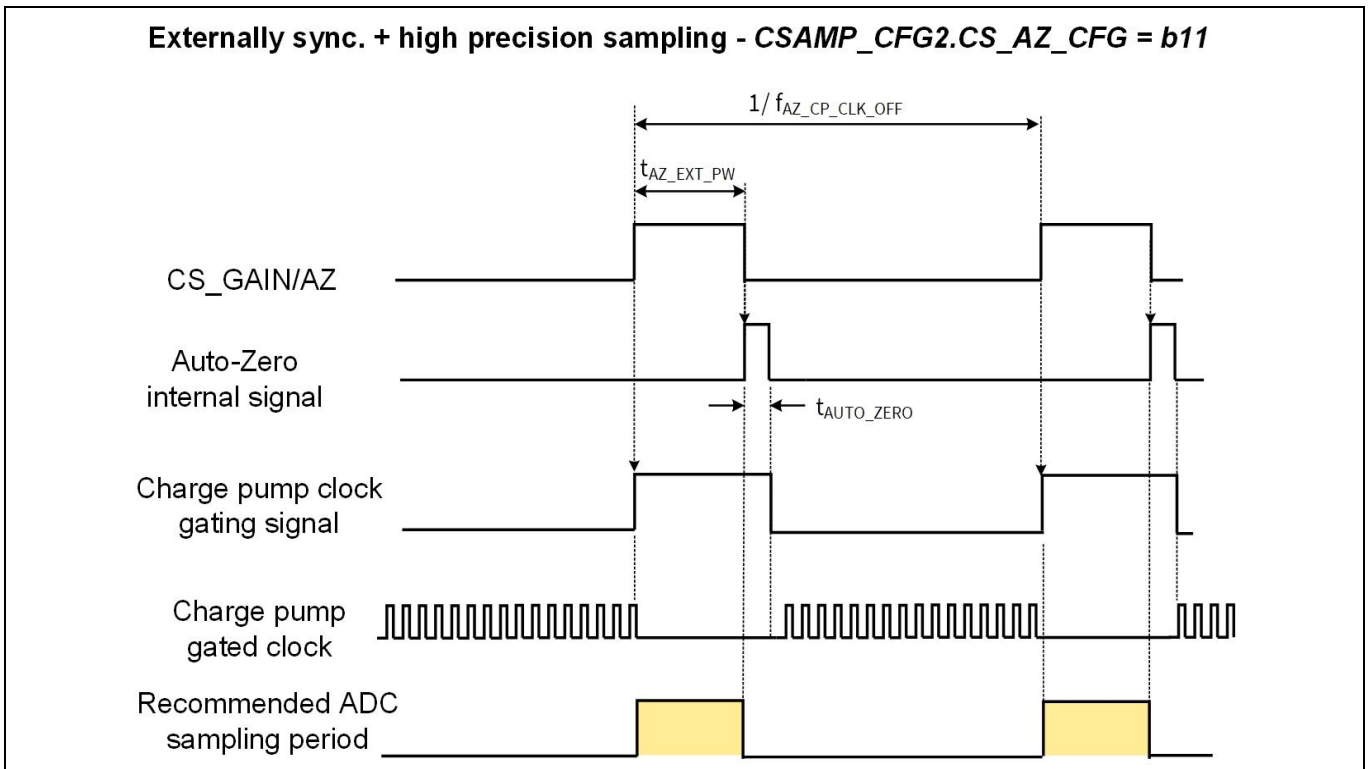 Externally sync. + high precision sampling - CSAMP_CFG2.CS_AZ_CFG = b11
1/ fAZ_CP_CLK_OFF
tAZ_EXT_PW
CS_GAIN/AZ
Auto-Zero
internal signal
tAUTO_ZERO
Charge pump clock
gating signal
Charge pump
gated clock
Recommended ADC
sampling period